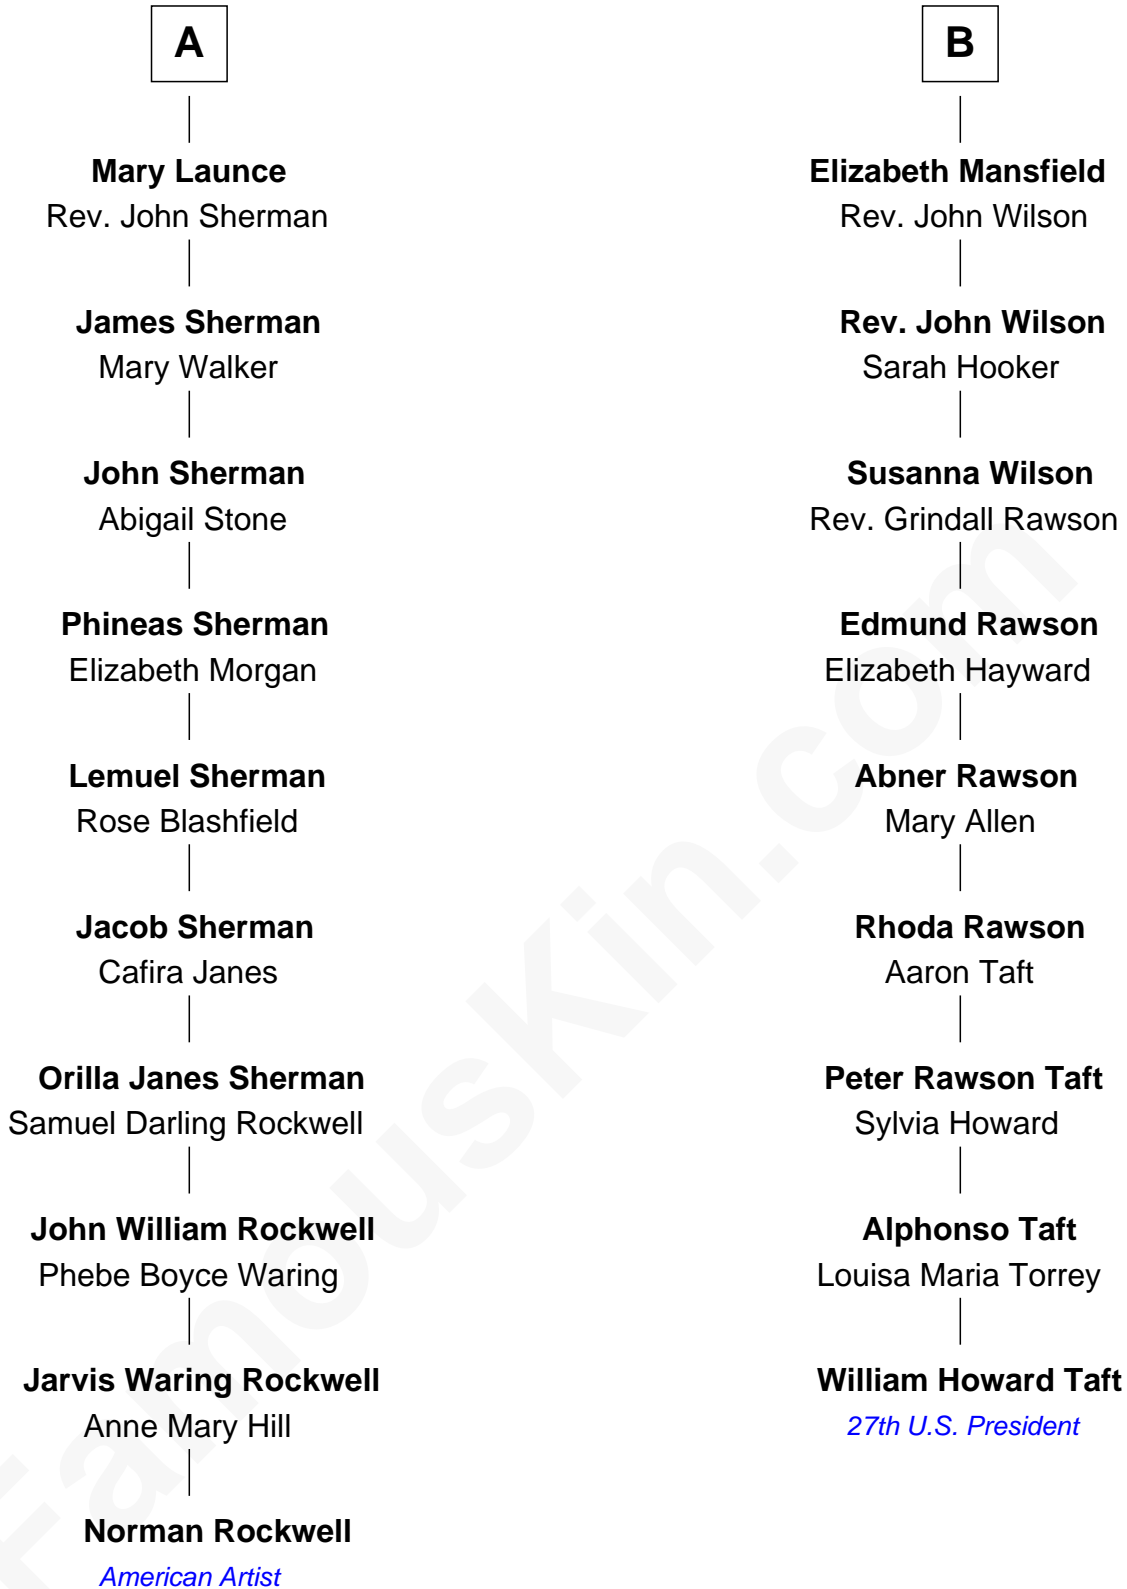 A
Mary Launce
Rev. John Sherman
James Sherman
Mary Walker
John Sherman
Abigail Stone
Phineas Sherman
Elizabeth Morgan
Lemuel Sherman
Rose Blashfield
Jacob Sherman
Cafira Janes
Orilla Janes Sherman
Samuel Darling Rockwell
John William Rockwell
Phebe Boyce Waring
Jarvis Waring Rockwell
Anne Mary Hill
Norman Rockwell
American Artist
B
Elizabeth Mansfield
Rev. John Wilson
Rev. John Wilson
Sarah Hooker
Susanna Wilson
Rev. Grindall Rawson
Edmund Rawson
Elizabeth Hayward
Abner Rawson
Mary Allen
Rhoda Rawson
Aaron Taft
Peter Rawson Taft
Sylvia Howard
Alphonso Taft
Louisa Maria Torrey
William Howard Taft
27th U.S. President
FamousKin.com